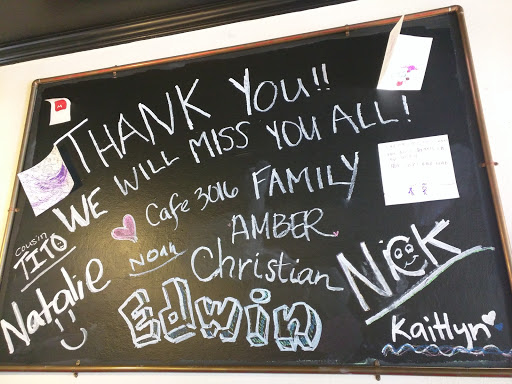 THANK YOU!!
WE WILL MISS YOU ALL!
Cafe 3016 FAMILY
cousin
TITO
NOAH
AMBER
Christian
Natalie
Edwin
NICK
Kaitlyn